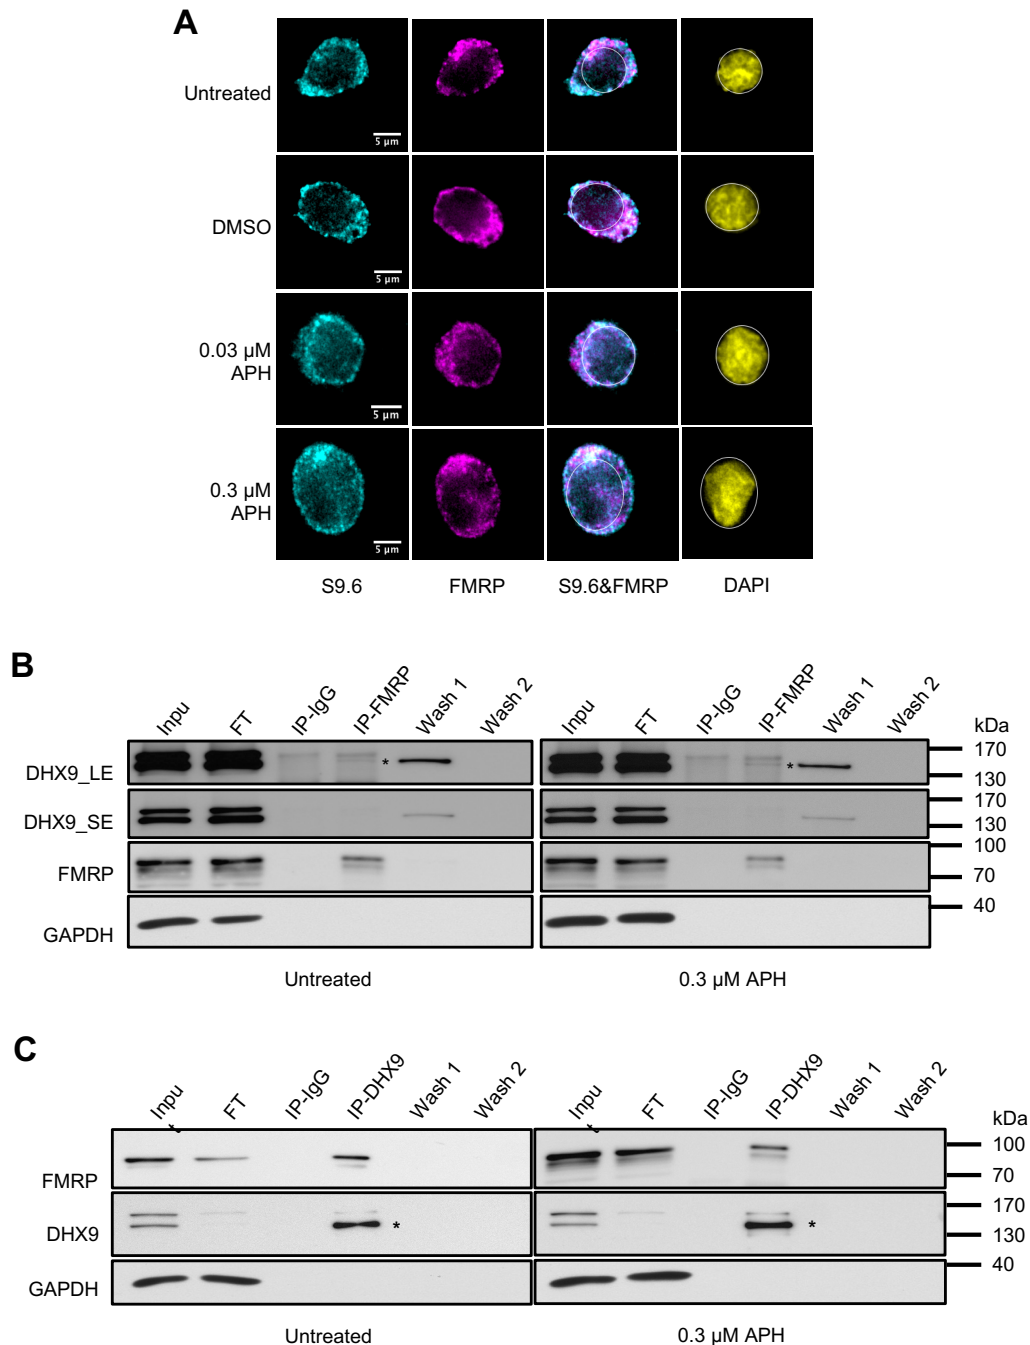 A
Untreated
5 µm
DMSO
5 µm
0.03 µM
APH
5 µm
0.3 µM
APH
5 µm
S9.6 FMRP S9.6&FMRP DAPI
B
Inpu FT IP-IgG IP-FMRP Wash 1 Wash 2 Inpu FT IP-IgG IP-FMRP Wash 1 Wash 2 kDa
DHX9_LE * * 170
130
DHX9_SE 170
130
FMRP 100
70
GAPDH 40
Untreated 0.3 µM APH
C
Input FT IP-IgG IP-DHX9 Wash 1 Wash 2 Input FT IP-IgG IP-DHX9 Wash 1 Wash 2 kDa
FMRP 100
70
DHX9 * * 170
130
GAPDH 40
Untreated 0.3 µM APH